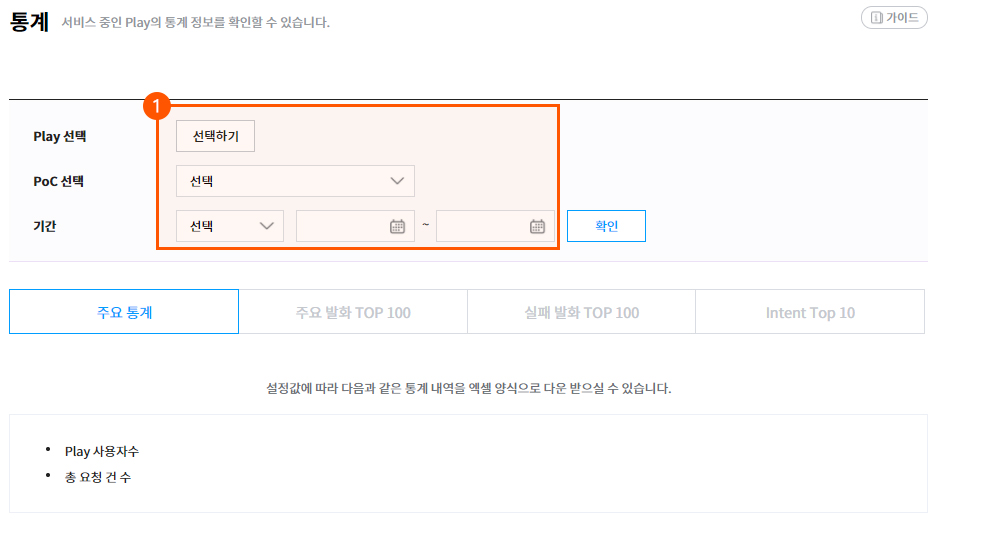 통계 서비스 중인 Play의 통계 정보를 확인할 수 있습니다. 가이드
1
Play 선택 선택하기
PoC 선택 선택
기간 선택 ~ 확인
주요 통계 주요 발화 TOP 100 실패 발화 TOP 100 Intent Top 10
설정값에 따라 다음과 같은 통계 내역을 엑셀 양식으로 다운 받으실 수 있습니다.
• Play 사용자수
• 총 요청 건 수